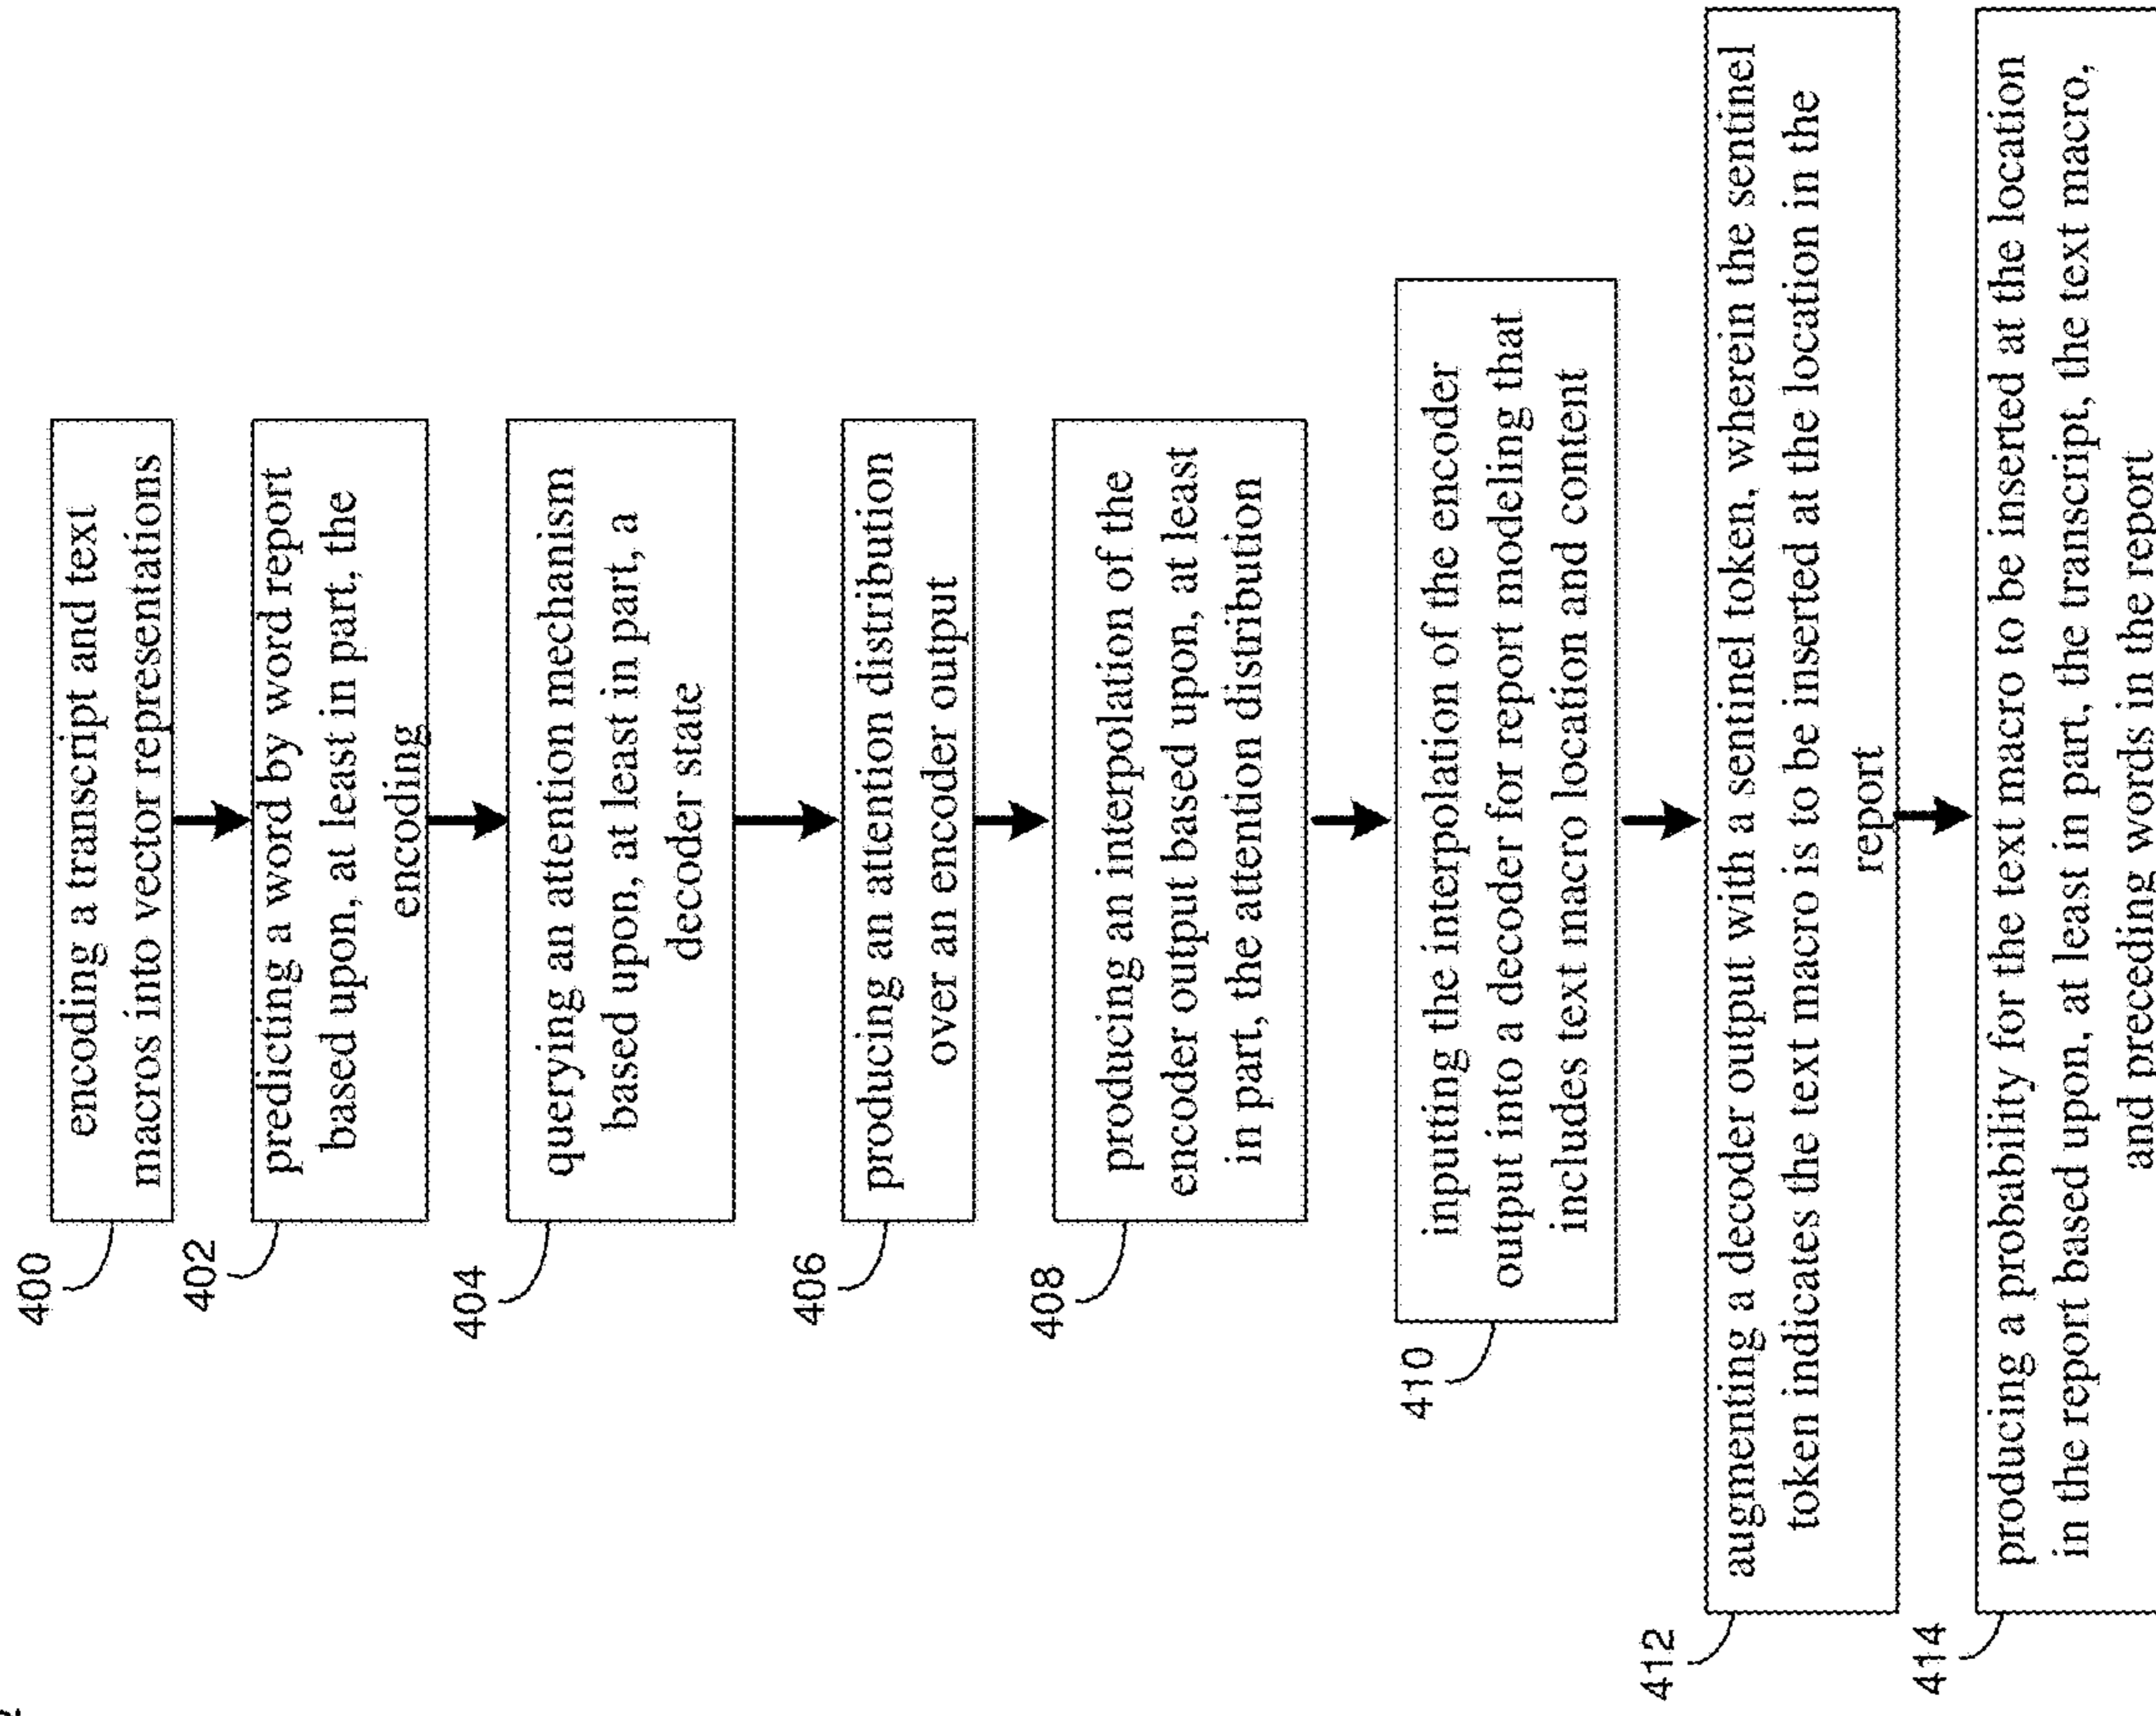 400
encoding a transcript and text
macros into vector representations
402
predicting a word by word report
based upon, at least in part, the
encoding
404
querying an attention mechanism
based upon, at least in part, a
decoder state
406
producing an attention distribution
over an encoder output
408
producing an interpolation of the
encoder output based upon, at least
in part, the attention distribution
410
inputting the interpolation of the encoder
output into a decoder for report modeling that
includes text macro location and content
412
augmenting a decoder output with a sentinel token, wherein the sentinel
token indicates the text macro is to be inserted at the location in the
report
414
producing a probability for the text macro to be inserted at the location
in the report based upon, at least in part, the transcript, the text macro,
and preceding words in the report